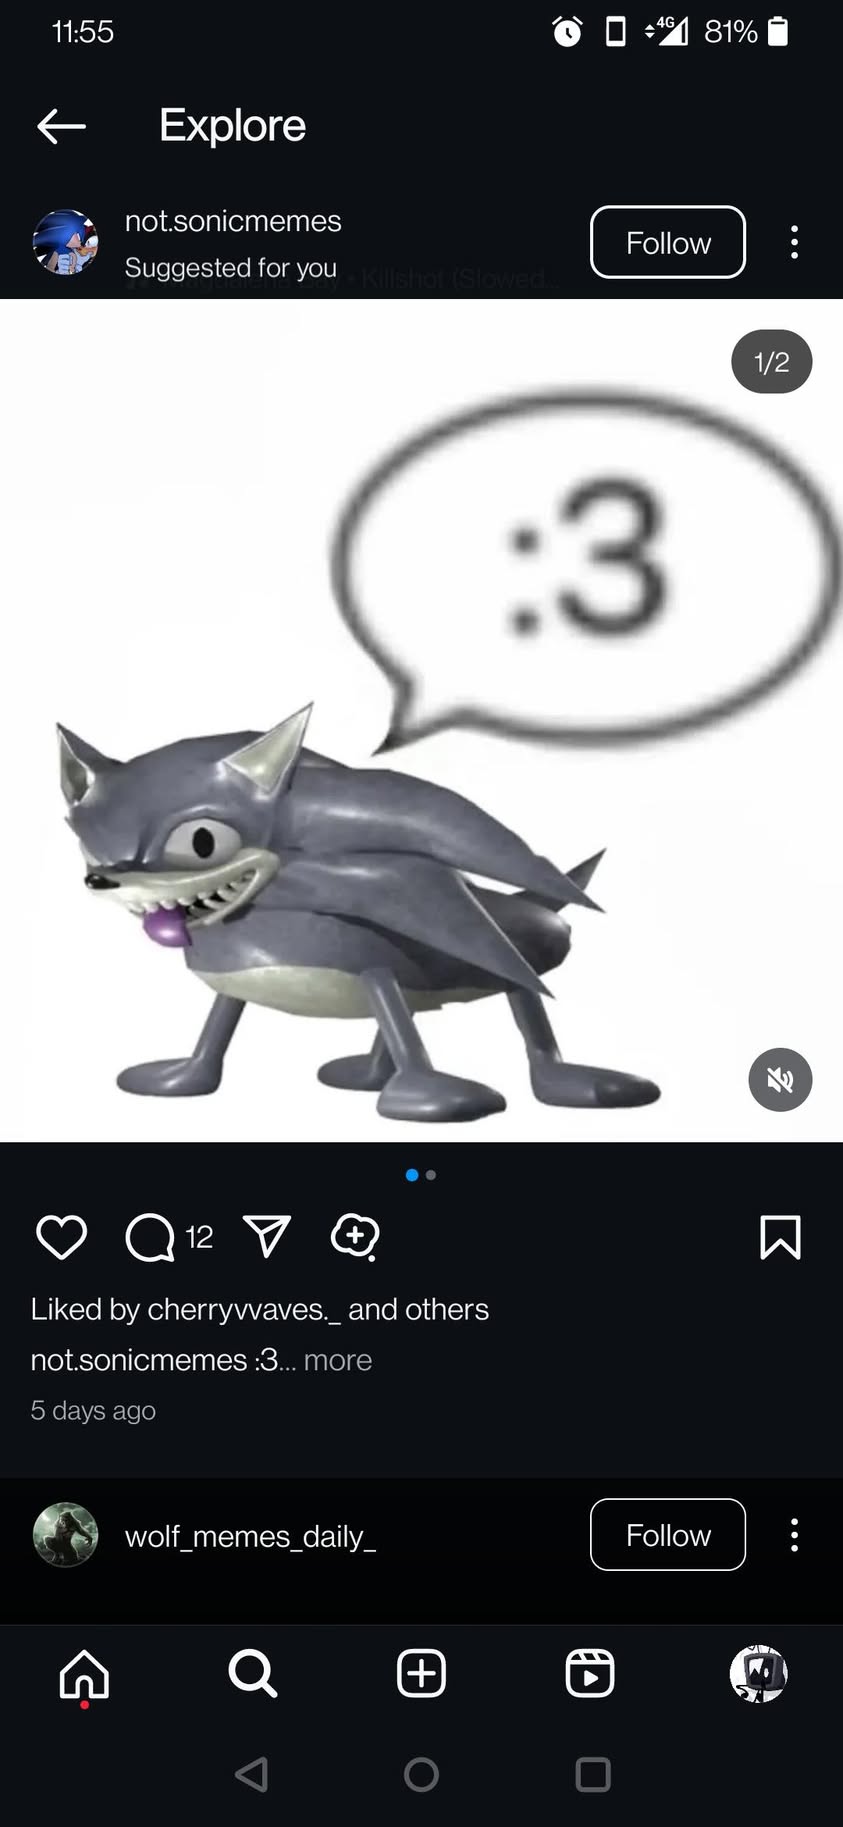 11:55
4G 81%
Explore
not.sonicmemes
Suggested for you
Follow
Bay • Killshot (Slowed...
1/2
:3
12
Liked by cherryvvaves._ and others
not.sonicmemes :3... more
5 days ago
wolf_memes_daily_
Follow